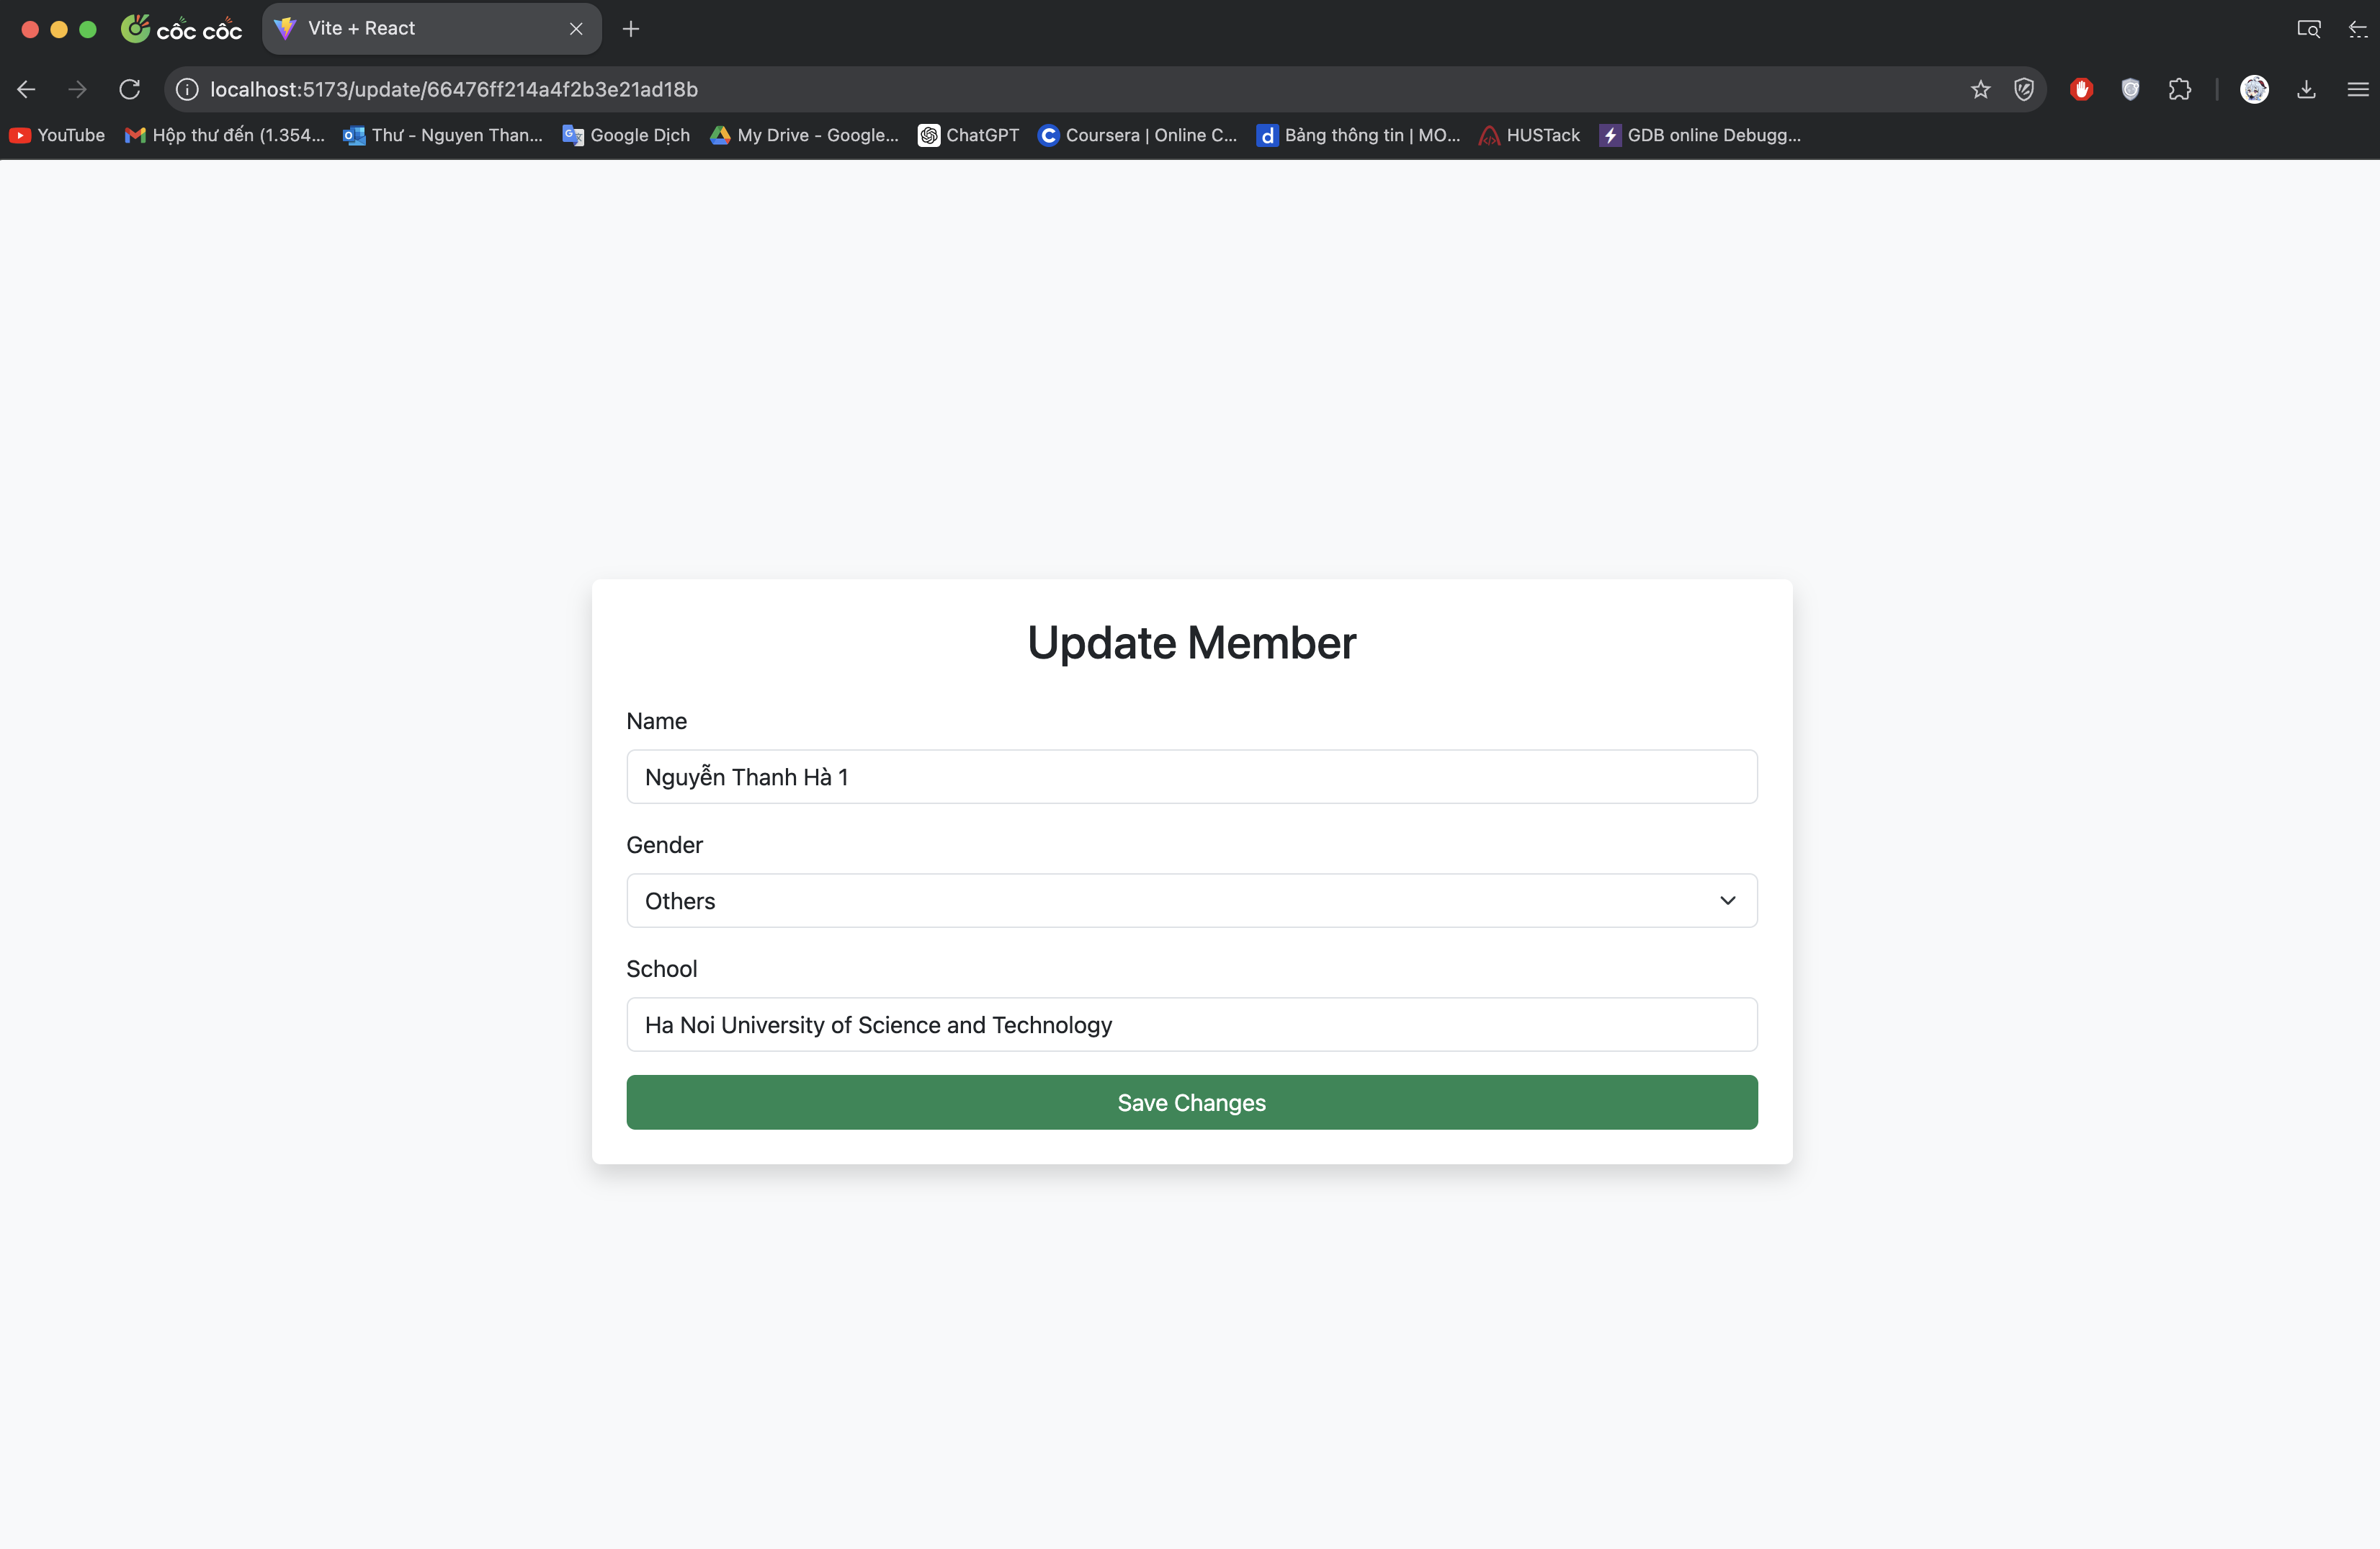 cốc cốc
Vite + React
localhost:5173/update/66476ff214a4f2b3e21ad18b
YouTube Hộp thư đến (1.354... Thư - Nguyen Than... Google Dịch My Drive - Google... ChatGPT Coursera | Online C... Bảng thông tin | MO... HUSTack GDB online Debugg...
Update Member
Name
Nguyễn Thanh Hà 1
Gender
Others
School
Ha Noi University of Science and Technology
Save Changes